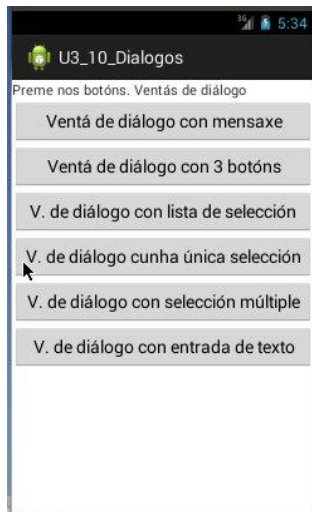 3G 5:34
U3_10_Dialogos
Preme nos botóns. Ventás de diálogo
Ventá de diálogo con mensaxe
Ventá de diálogo con 3 botóns
V. de diálogo con lista de selección
V. de diálogo cunha única selección
V. de diálogo con selección múltiple
V. de diálogo con entrada de texto